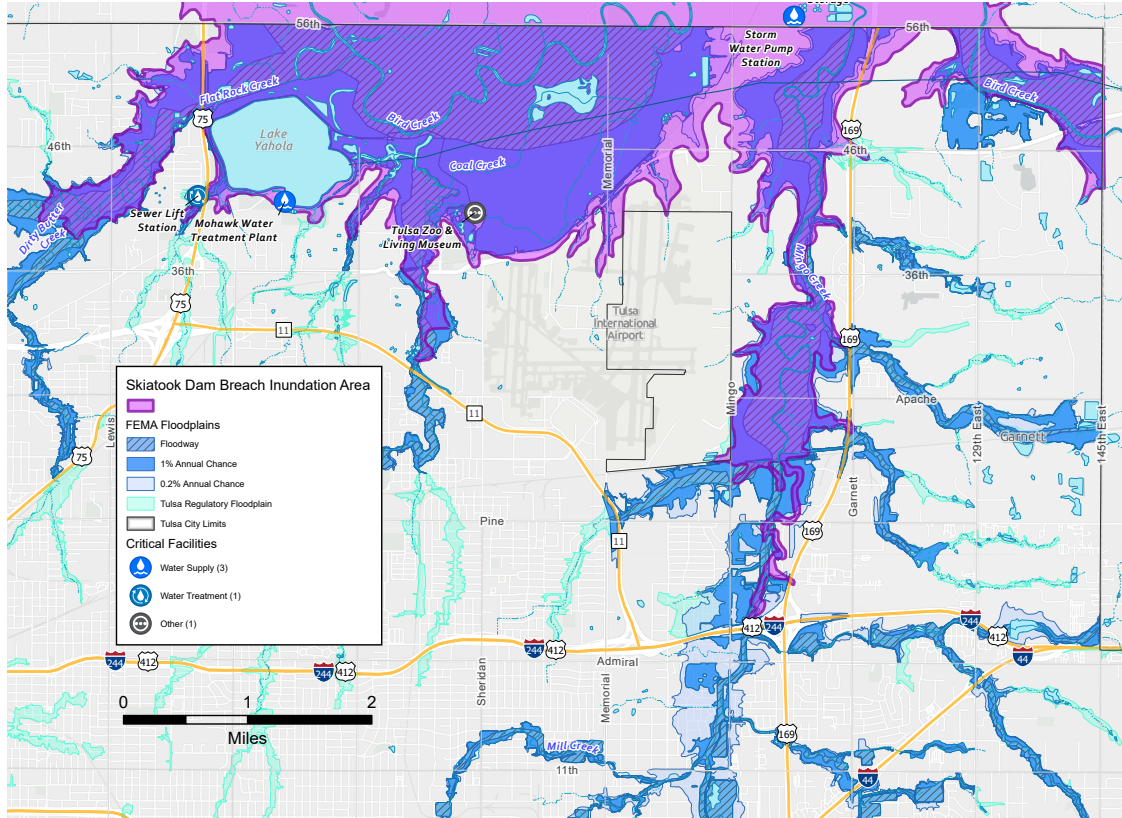 56th
Storage
56th
Storm
Water Pump
Station
Flat Rock Creek
Bird Creek
75
Bird Creek
169
Lake
Yahola
46th
Memorial
46th
Coal Creek
Sewer Lift
Station
Mohawk Water
Treatment Plant
Tulsa Zoo &
Living Museum
Dirty Butter
Creek
36th
Mingo Creek
36th
75
11
Tulsa
International
Airport
169
Skiatook Dam Breach Inundation Area
FEMA Floodplains
Floodway
1% Annual Chance
0.2% Annual Chance
Tulsa Regulatory Floodplain
Tulsa City Limits
Critical Facilities
Water Supply (3)
Water Treatment (1)
Other (1)
Lewis
75
11
Mingo
Apache
Garnett
129th East
145th East
Pine
11
Garnett
169
412
244
244
412
44
244
412
244
412
244
412
Admiral
Sheridan
Memorial
0
1
2
Miles
169
Mill Creek
11th
44